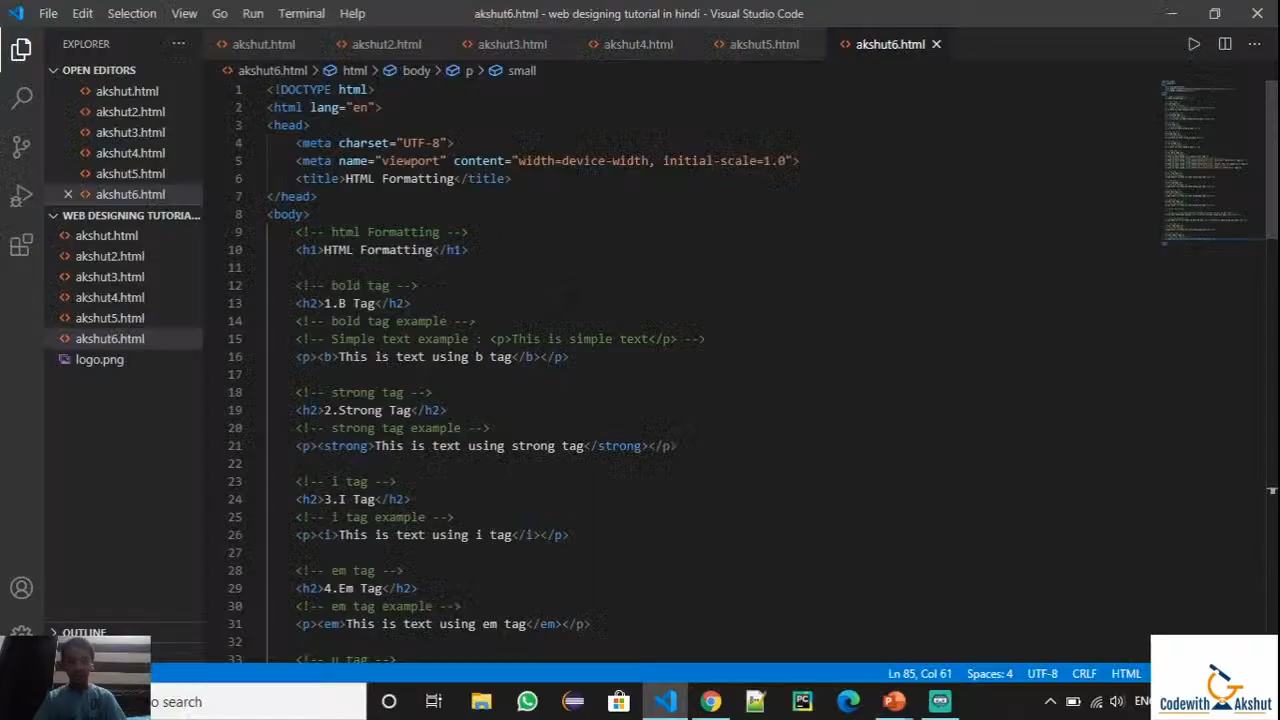 File Edit Selection View Go Run Terminal Help
akshut6.html - web designing tutorial in hindi - Visual Studio Code
EXPLORER
akshut.html akshut2.html akshut3.html akshut4.html akshut5.html akshut6.html
OPEN EDITORS
akshut.html
akshut2.html
akshut3.html
akshut4.html
akshut5.html
akshut6.html
WEB DESIGNING TUTORIA...
akshut.html
akshut2.html
akshut3.html
akshut4.html
akshut5.html
akshut6.html
logo.png
OUTLINE
akshut6.html > html > body > p > small
1 <!DOCTYPE html>
2 <html lang="en">
3 <head>
4 <meta charset="UTF-8">
5 <meta name="viewport" content="width=device-width, initial-scale=1.0">
6 <title>HTML Formatting</title>
7 </head>
8 <body>
9 <!-- html Formatting -->
10 <h1>HTML Formatting</h1>
11
12 <!-- bold tag -->
13 <h2>1.B Tag</h2>
14 <!-- bold tag example -->
15 <!-- Simple text example : <p>This is simple text</p> -->
16 <p><b>This is text using b tag</b></p>
17
18 <!-- strong tag -->
19 <h2>2.Strong Tag</h2>
20 <!-- strong tag example -->
21 <p><strong>This is text using strong tag</strong></p>
22
23 <!-- i tag -->
24 <h2>3.I Tag</h2>
25 <!-- i tag example -->
26 <p><i>This is text using i tag</i></p>
27
28 <!-- em tag -->
29 <h2>4.Em Tag</h2>
30 <!-- em tag example -->
31 <p><em>This is text using em tag</em></p>
32
33 <!-- u tag -->
Ln 85, Col 61 Spaces: 4 UTF-8 CRLF HTML
to search
PC
ENG
Codewith Akshut